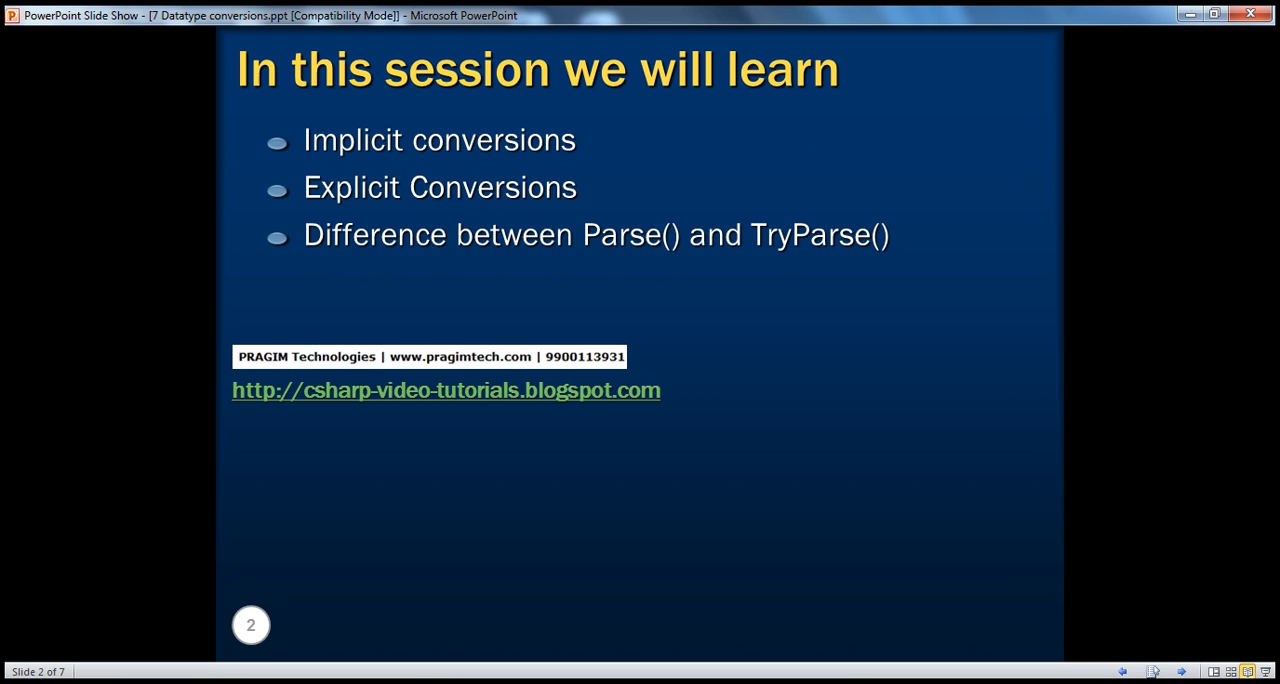 PowerPoint Slide Show - [7 Datatype conversions.ppt [Compatibility Mode]] - Microsoft PowerPoint
In this session we will learn
Implicit conversions
Explicit Conversions
Difference between Parse() and TryParse()
PRAGIM Technologies | www.pragimtech.com | 9900113931
http://csharp-video-tutorials.blogspot.com
2
Slide 2 of 7